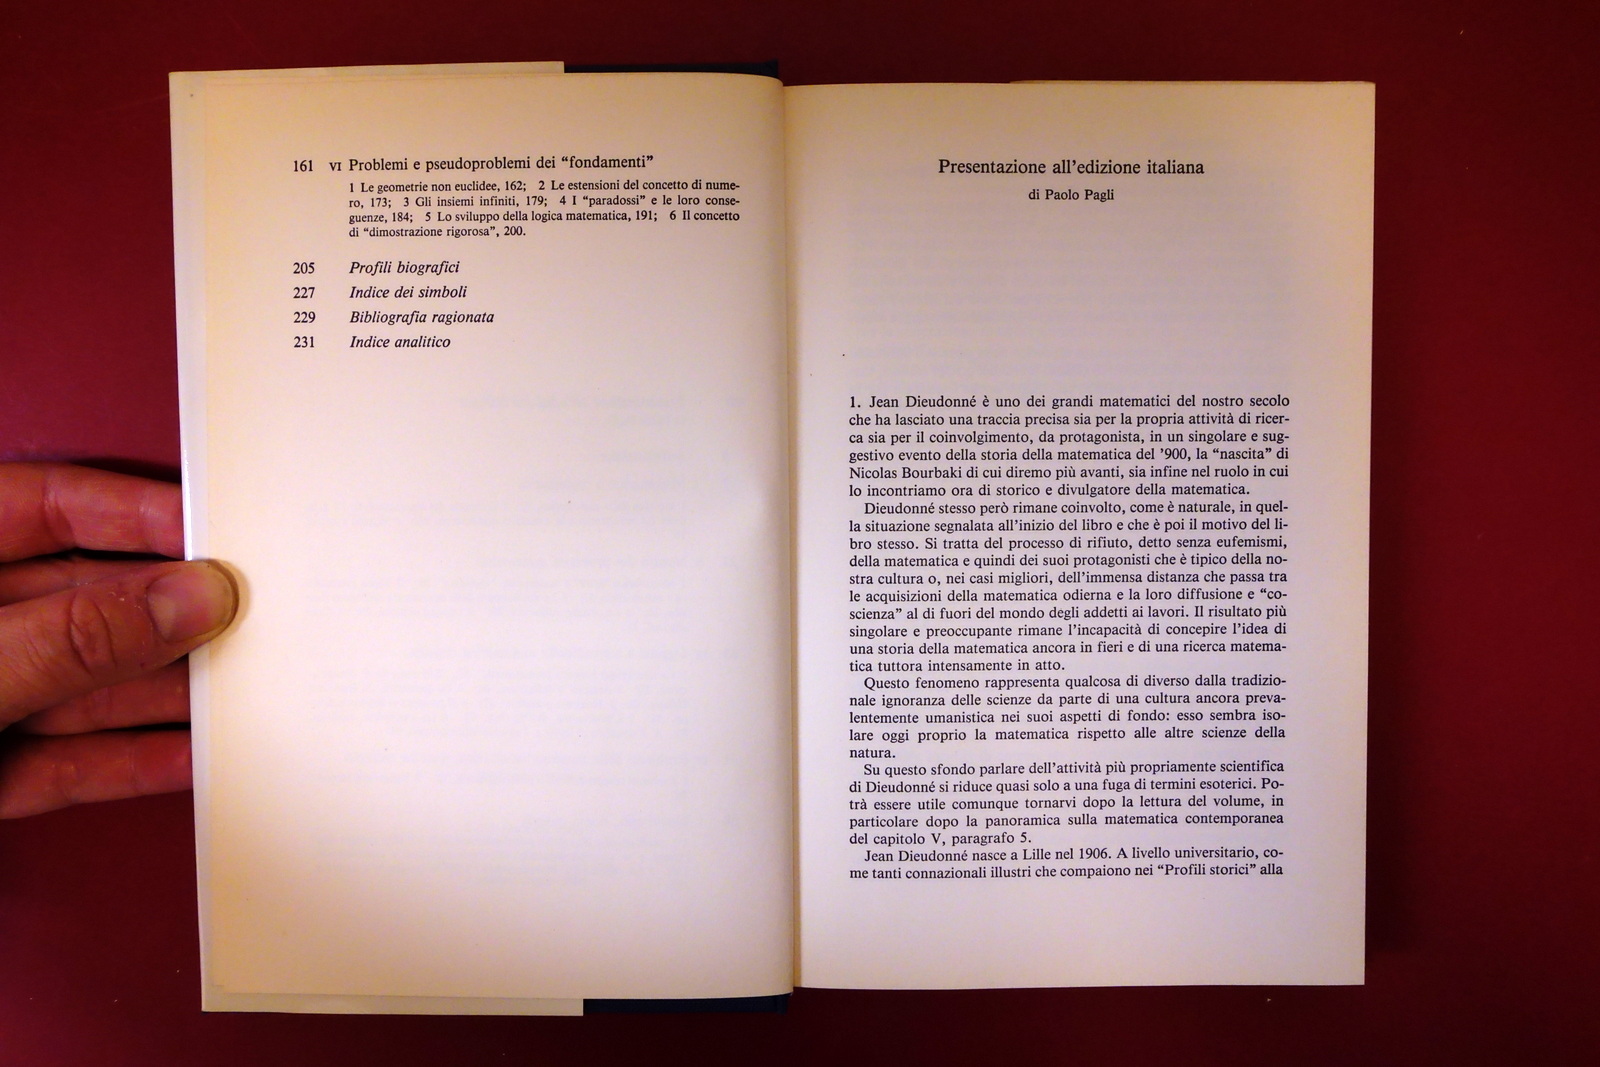 161 VI Problemi e pseudoproblemi dei “fondamenti”
1 Le geometrie non euclidee, 162; 2 Le estensioni del concetto di nume-
ro, 173; 3 Gli insiemi infiniti, 179; 4 I “paradossi” e le loro conse-
guenze, 184; 5 Lo sviluppo della logica matematica, 191; 6 Il concetto
di “dimostrazione rigorosa”, 200.
205 Profili biografici
227 Indice dei simboli
229 Bibliografia ragionata
231 Indice analitico
Presentazione all’edizione italiana
di Paolo Pagli
1. Jean Dieudonné è uno dei grandi matematici del nostro secolo
che ha lasciato una traccia precisa sia per la propria attività di ricer-
ca sia per il coinvolgimento, da protagonista, in un singolare e sug-
gestivo evento della storia della matematica del ’900, la “nascita” di
Nicolas Bourbaki di cui diremo più avanti, sia infine nel ruolo in cui
lo incontriamo ora di storico e divulgatore della matematica.
Dieudonné stesso però rimane coinvolto, come è naturale, in quel-
la situazione segnalata all’inizio del libro e che è poi il motivo del li-
bro stesso. Si tratta del processo di rifiuto, detto senza eufemismi,
della matematica e quindi dei suoi protagonisti che è tipico della no-
stra cultura o, nei casi migliori, dell’immensa distanza che passa tra
le acquisizioni della matematica odierna e la loro diffusione e “co-
scienza” al di fuori del mondo degli addetti ai lavori. Il risultato più
singolare e preoccupante rimane l’incapacità di concepire l’idea di
una storia della matematica ancora in fieri e di una ricerca matema-
tica tuttora intensamente in atto.
Questo fenomeno rappresenta qualcosa di diverso dalla tradizio-
nale ignoranza delle scienze da parte di una cultura ancora preva-
lentemente umanistica nei suoi aspetti di fondo: esso sembra iso-
lare oggi proprio la matematica rispetto alle altre scienze della
natura.
Su questo sfondo parlare dell’attività più propriamente scientifica
di Dieudonné si riduce quasi solo a una fuga di termini esoterici. Po-
trà essere utile comunque tornarvi dopo la lettura del volume, in
particolare dopo la panoramica sulla matematica contemporanea
del capitolo V, paragrafo 5.
Jean Dieudonné nasce a Lille nel 1906. A livello universitario, co-
me tanti connazionali illustri che compaiono nei “Profili storici” alla